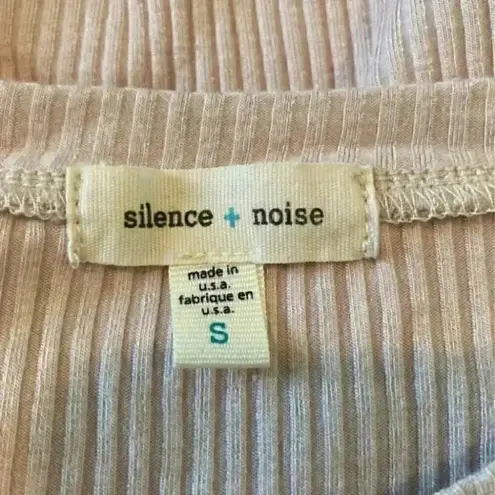 silence + noise
made in
u.s.a.
fabrique en
u.s.a.
S